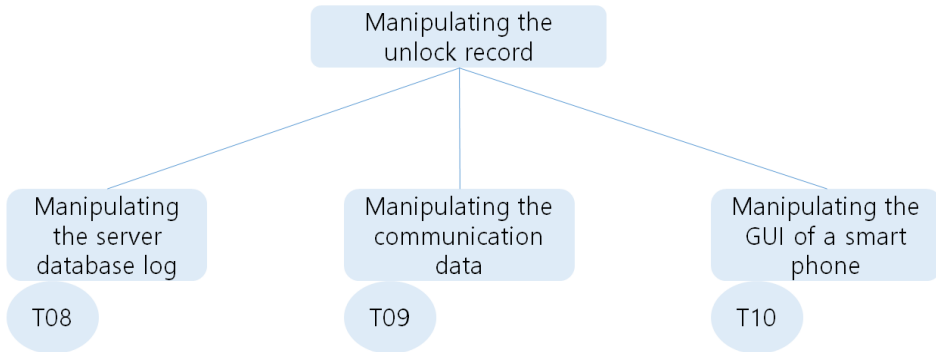 Manipulating the
unlock record
Manipulating
the server
database log
Manipulating the
communication
data
Manipulating the
GUI of a smart
phone
T08
T09
T10